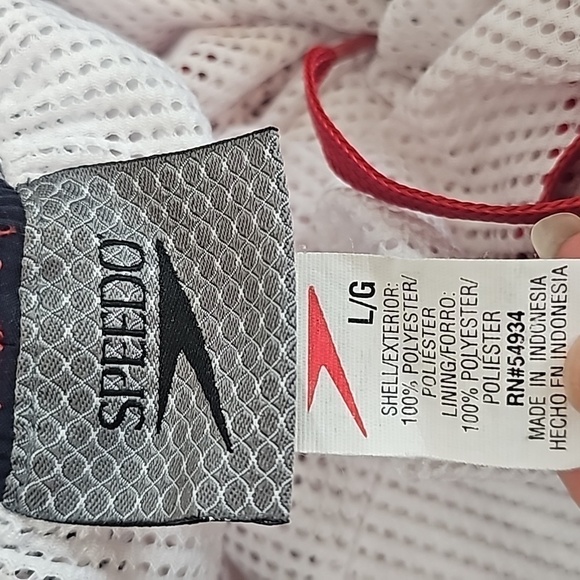 SPEEDO
L/G
SHELL/EXTERIOR:
100% POLYESTER/
POLIESTER
LINING/FORRO:
100% POLYESTER/
POLIESTER
RN#54934
MADE IN INDONESIA
HECHO EN INDONESIA